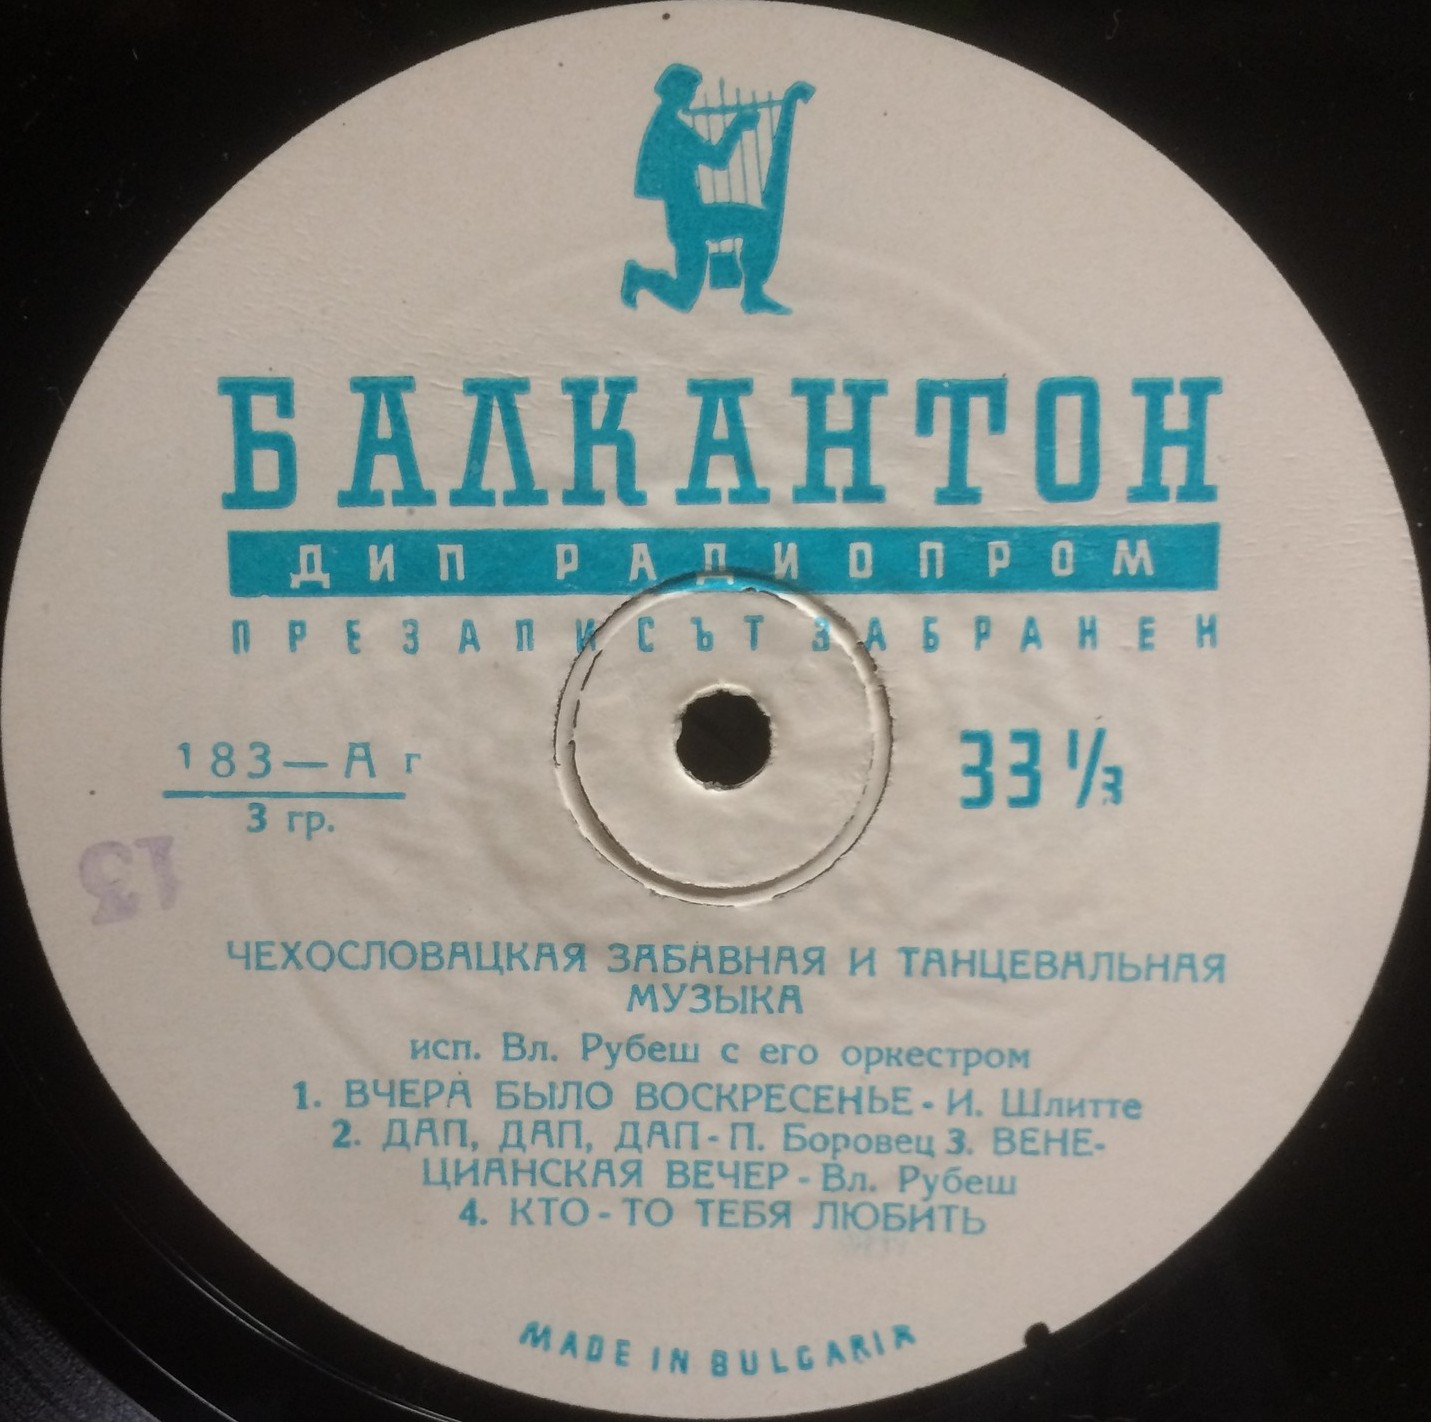 БАЛКАНТОН
ДИП РАДИОПРОМ
ПРЕЗАПИСЪТ ЗАБРАНЕН
183–А г
3 гр.
33 1/3
13
ЧЕХОСЛОВАЦКАЯ ЗАБАВНАЯ И ТАНЦЕВАЛЬНАЯ
МУЗЫКА
исп. Вл. Рубеш с его оркестром
1. ВЧЕРА БЫЛО ВОСКРЕСЕНЬЕ - И. Шлитте
2. ДАП, ДАП, ДАП - П. Боровец 3. ВЕНЕ-
ЦИАНСКАЯ ВЕЧЕР - Вл. Рубеш
4. КТО - ТО ТЕБЯ ЛЮБИТЬ
MADE IN BULGARIA